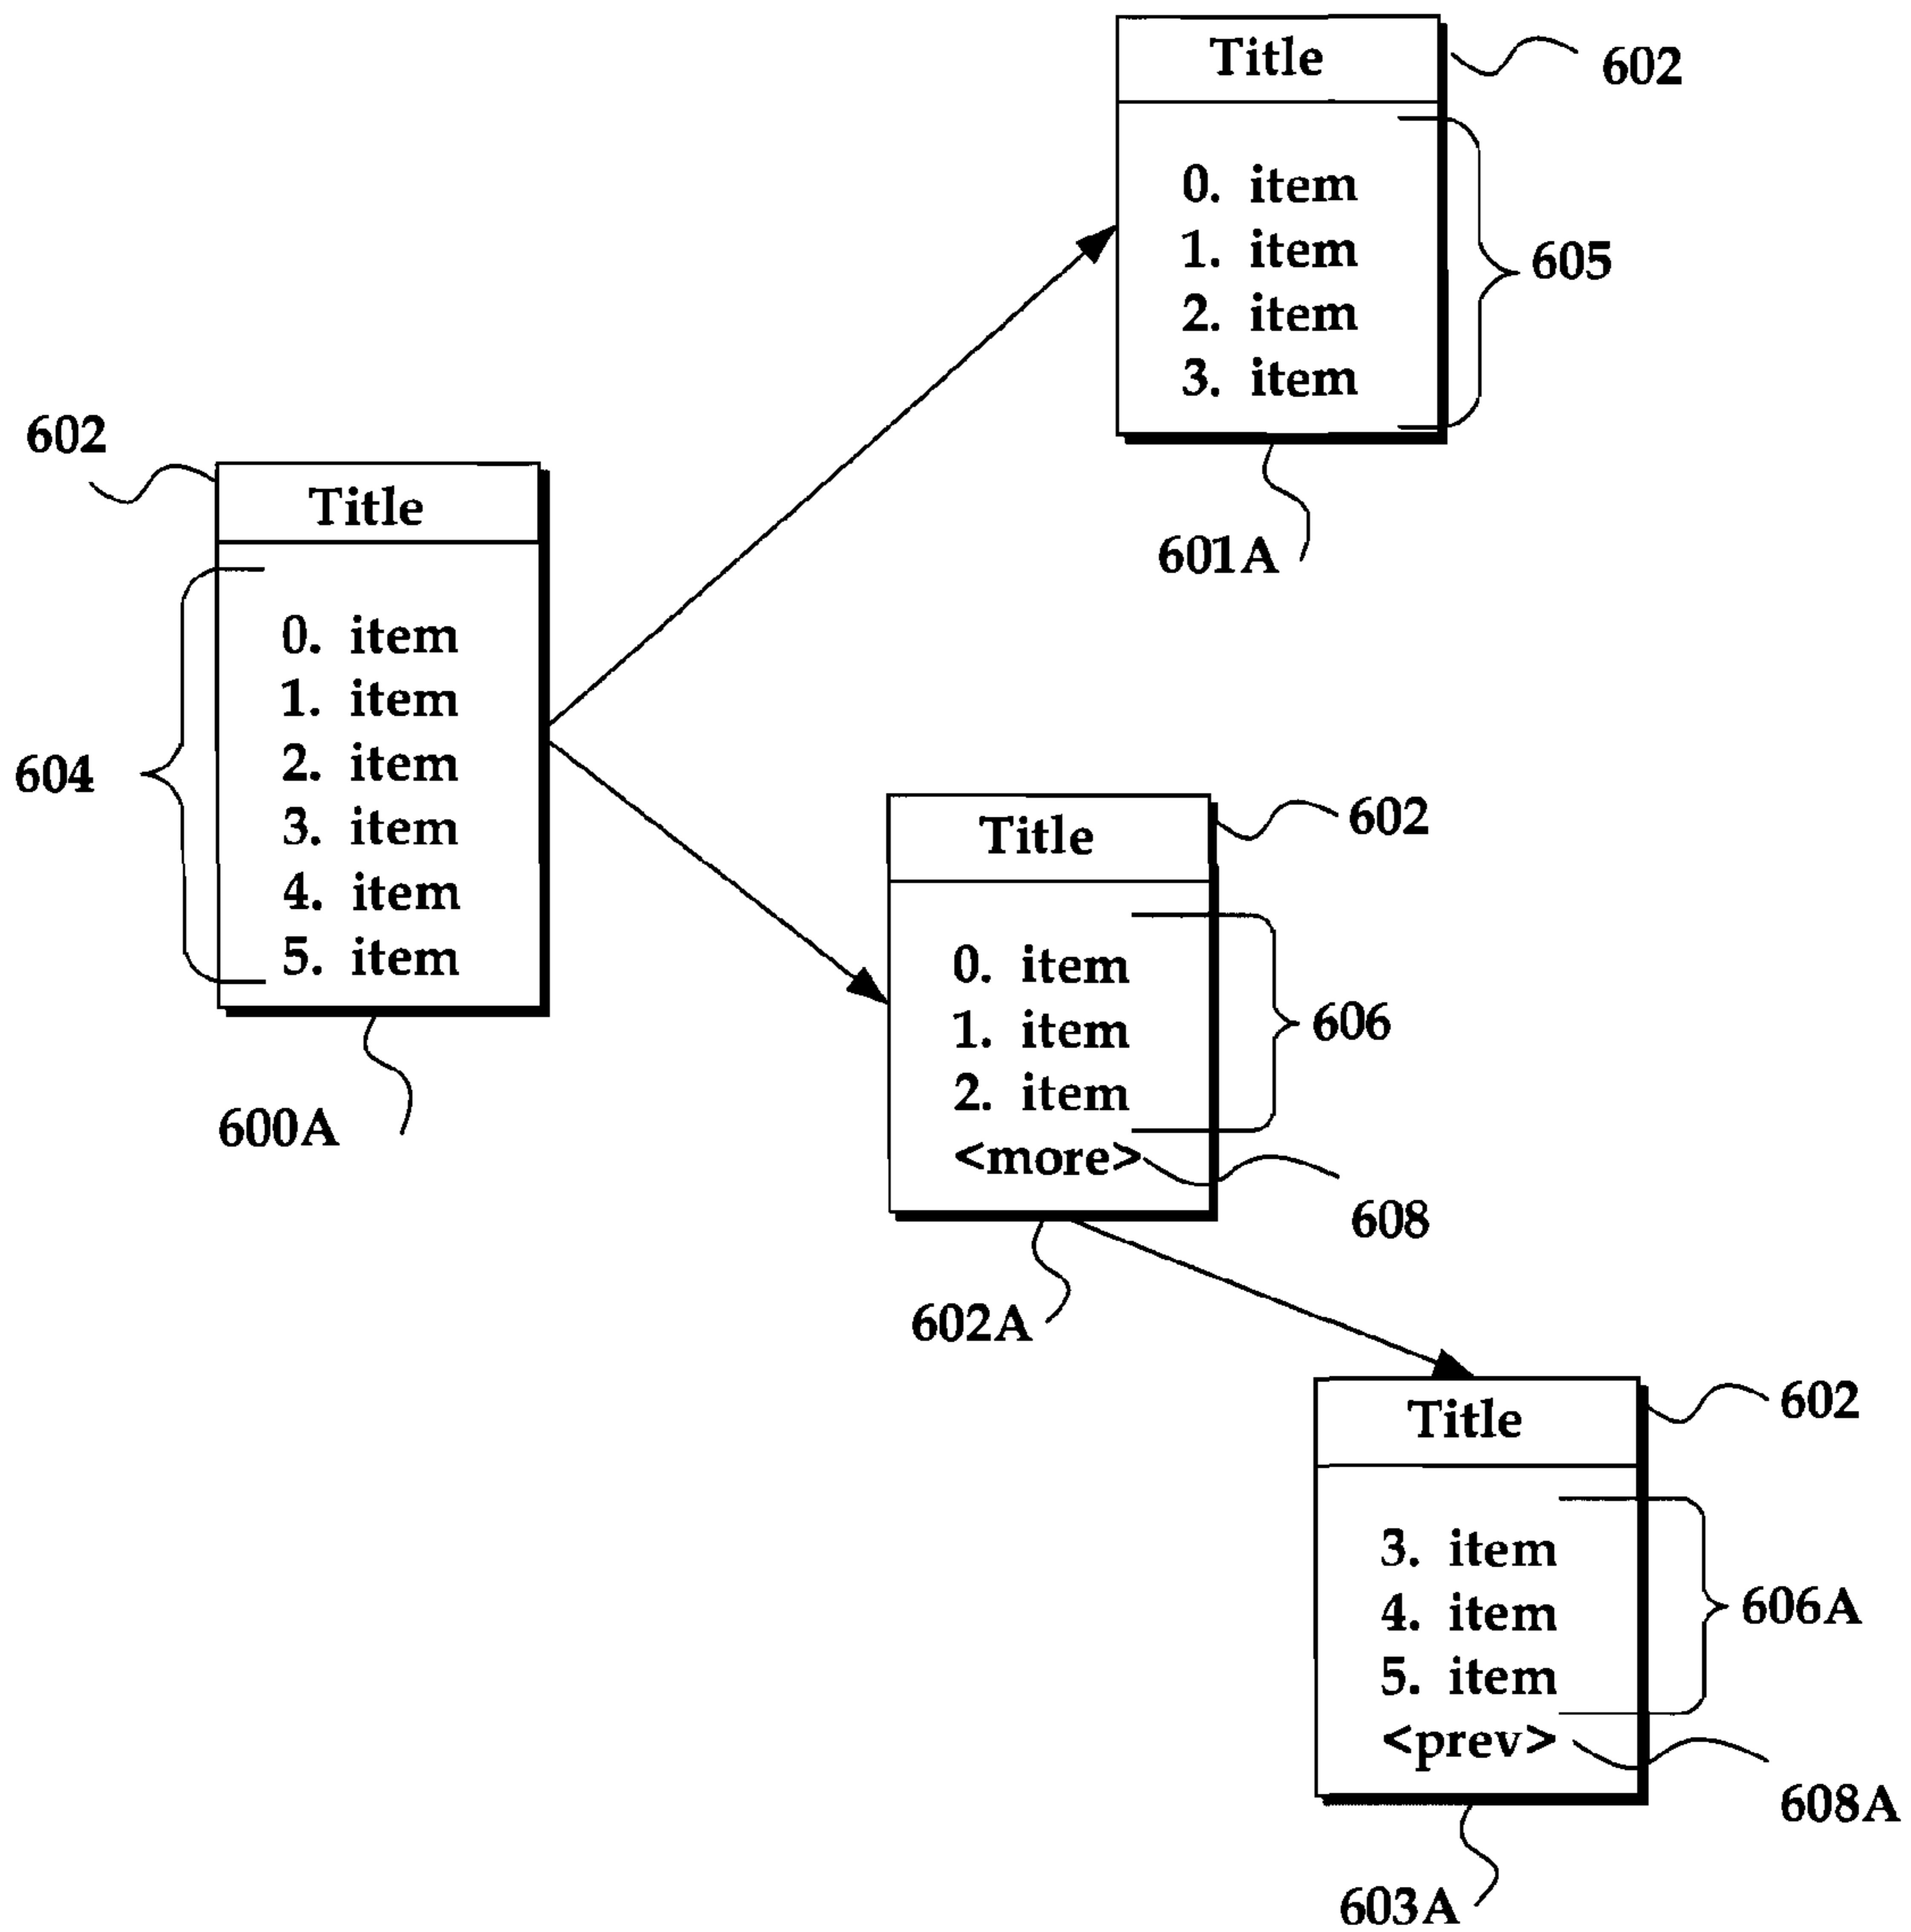 Title
602
0. item
1. item
2. item
3. item
605
601A
602
Title
0. item
1. item
2. item
3. item
4. item
5. item
604
600A
Title
602
0. item
1. item
2. item
<more>
606
608
602A
Title
602
3. item
4. item
5. item
<prev>
606A
608A
603A